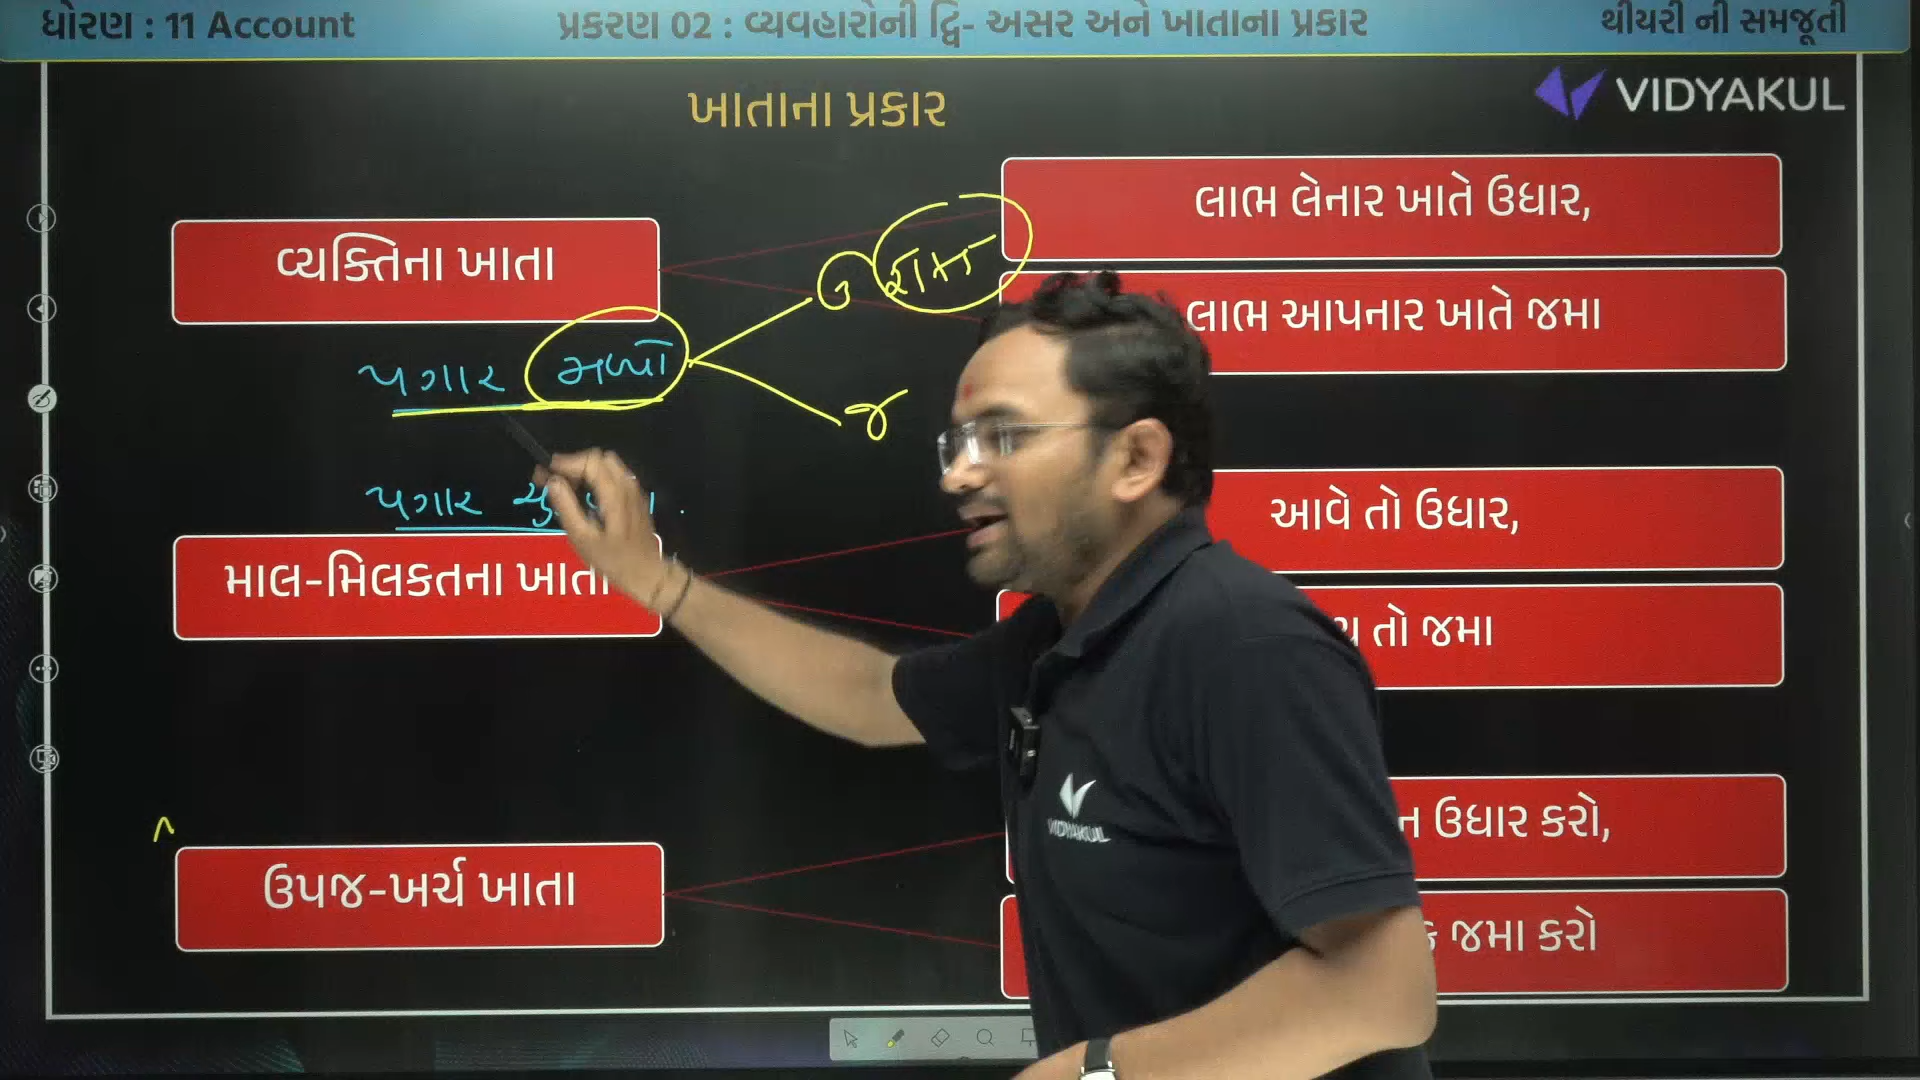 ધોરણ : 11 Account
પ્રકરણ 02 : વ્યવહારોની દ્વિ- અસર અને ખાતાના પ્રકાર
થીયરી ની સમજૂતી
VIDYAKUL
ખાતાના પ્રકાર
વ્યક્તિના ખાતા
લાભ લેનાર ખાતે ઉધાર,
લાભ આપનાર ખાતે જમા
ઉ રોકડ
પગાર મળ્યો
જ
પગાર
માલ-મિલકતના ખાતા
આવે તો ઉધાર,
તો જમા
ઉપજ-ખર્ચ ખાતા
ઉધાર કરો,
જમા કરો
VIDYAKUL